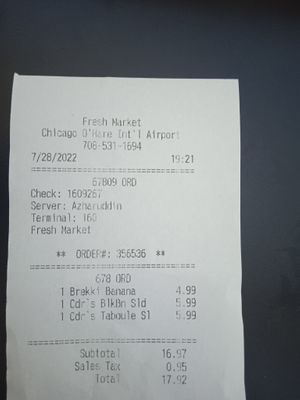 Fresh Market
Chicago O'Hare Int'l Airport
708-531-1694
7/28/2022 19:21
67809 ORD
Check: 1609267
Server: Azharuddin
Terminal: 160
Fresh Market
** ORDER#: 356536 **
678 ORD
1 Brekki Banana 4.99
1 Cdr's BlkBn Sld 5.99
1 Cdr's Taboule Sl 5.99
Subtotal 16.97
Sales Tax 0.95
Total 17.92